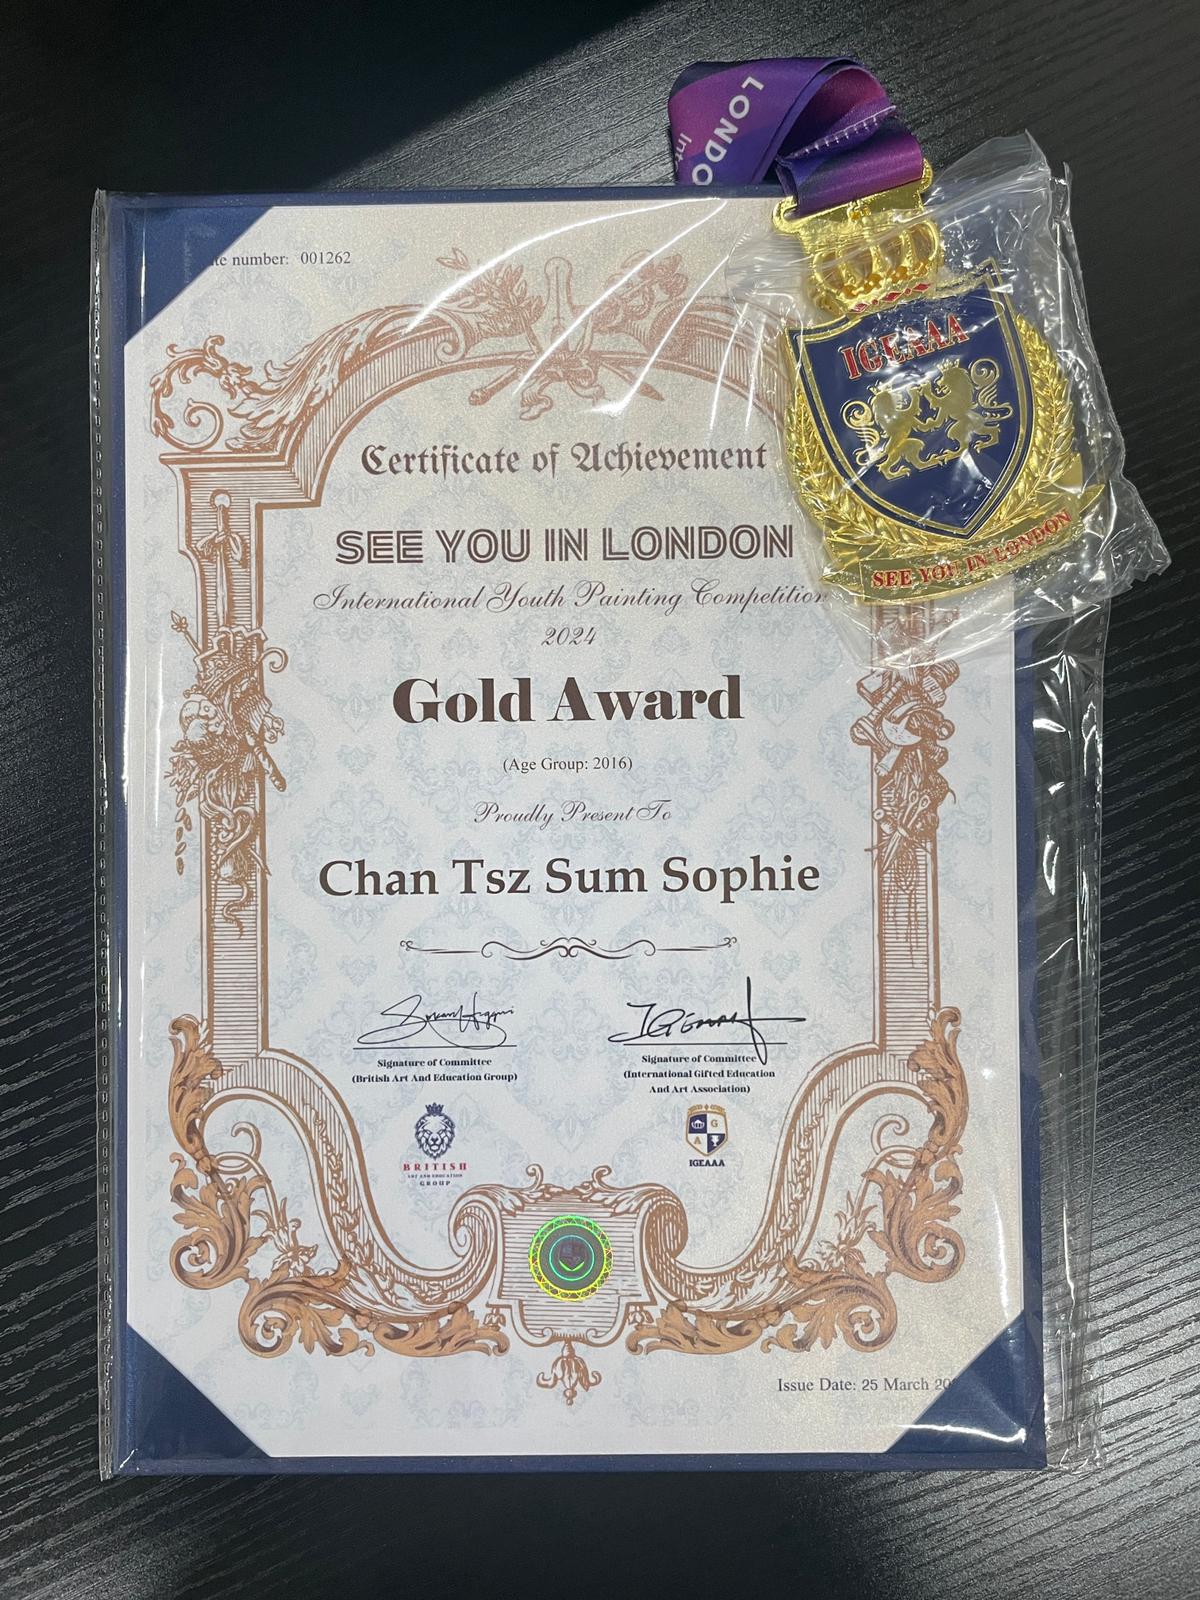 LONDO
Int
number: 001262
IGEAAA
SEE YOU IN LONDON
Certificate of Achievement
SEE YOU IN LONDON
International Youth Painting Competition
2024
Gold Award
(Age Group: 2016)
Proudly Present To
Chan Tsz Sum Sophie
IGEAAA
Signature of Committee
(British Art And Education Group)
Signature of Committee
(International Gifted Education
And Art Association)
BRITISH
ART AND EDUCATION
GROUP
G
A
IGEAAA
Issue Date: 25 March 20